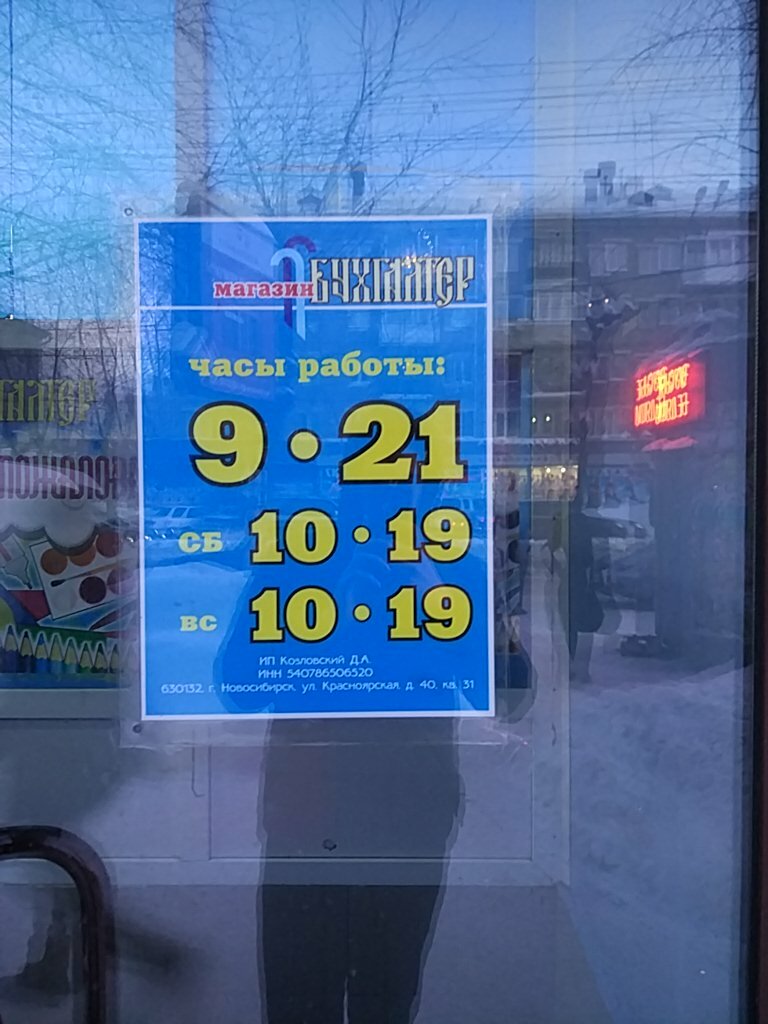 магазин БУХГАЛТЕР
часы работы:
9 • 21
сб 10 • 19
вс 10 • 19
ИП Козловский Д.А.
ИНН 540786506520
630132, г. Новосибирск, ул. Красноярская, д. 40, кв. 31